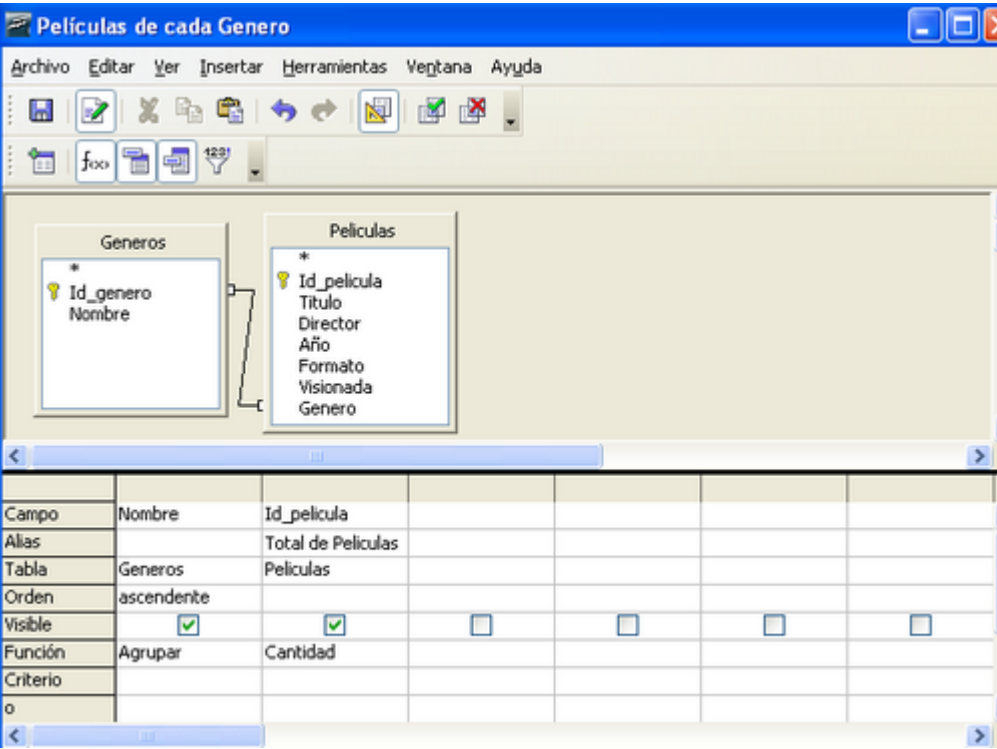 Películas de cada Genero
Archivo Editar Ver Insertar Herramientas Ventana Ayuda
f(x) 123!
Generos
*
Id_genero
Nombre
Peliculas
*
Id_pelicula
Titulo
Director
Año
Formato
Visionada
Genero
Campo Nombre Id_pelicula
Alias Total de Peliculas
Tabla Generos Peliculas
Orden ascendente
Visible
Función Agrupar Cantidad
Criterio
o